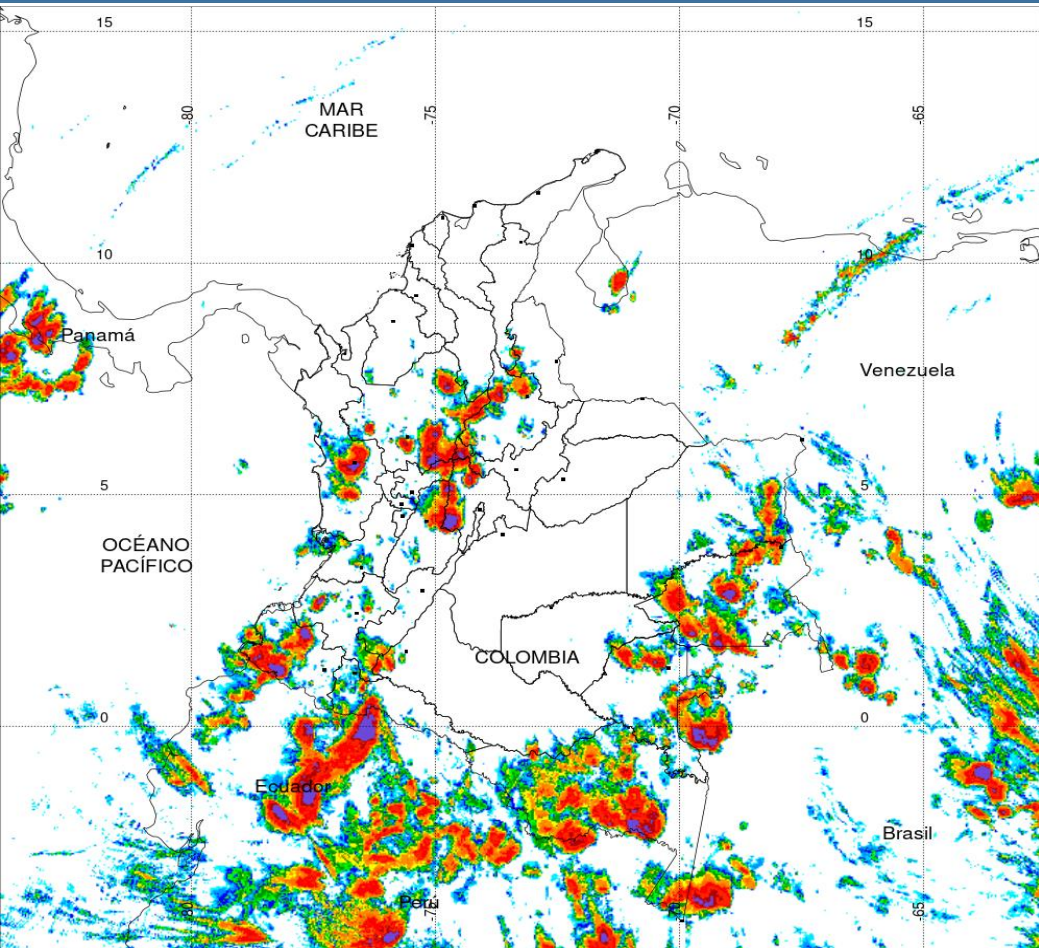 15
15
-80
-75
-70
-65
MAR
CARIBE
10
10
Panamá
Venezuela
5
5
OCÉANO
PACÍFICO
COLOMBIA
0
0
Ecuador
Brasil
Perú
-80
-75
-70
-65